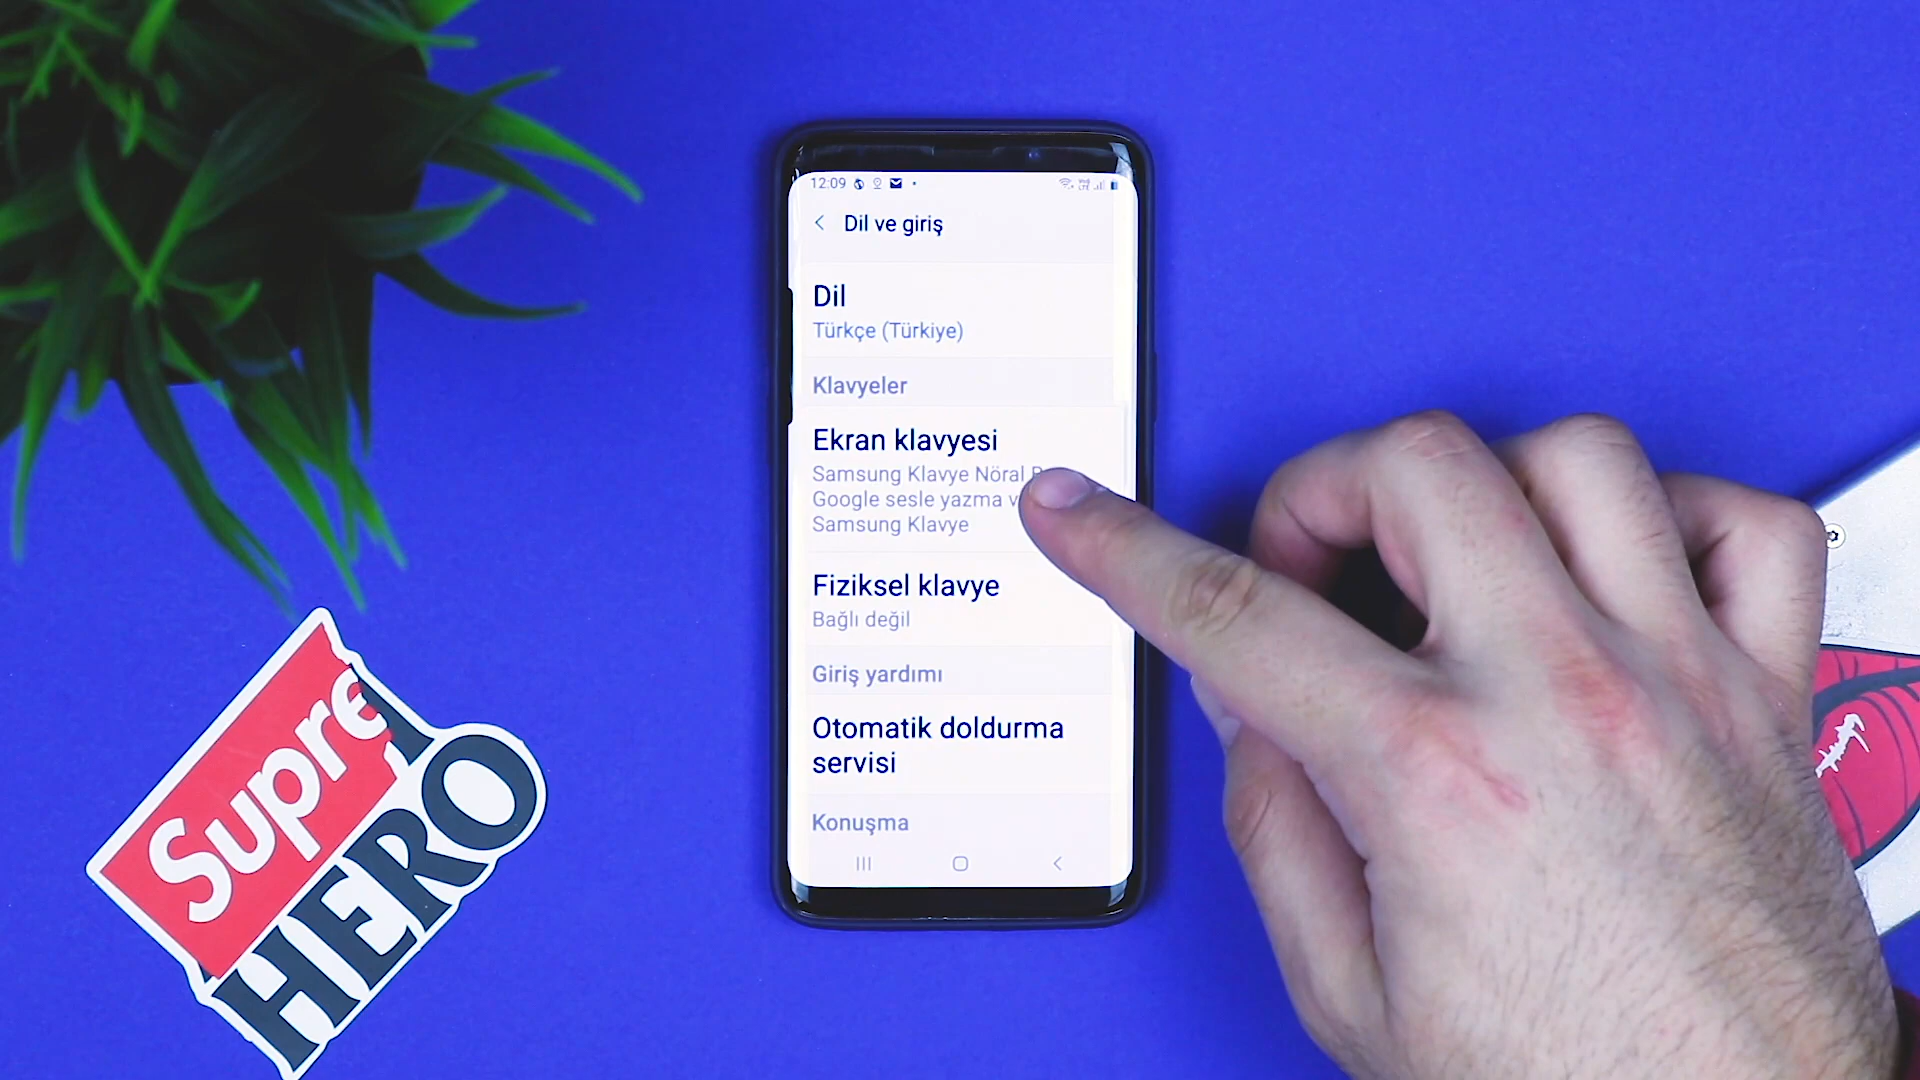 12:09
Dil ve giriş
Dil
Türkçe (Türkiye)
Klavyeler
Ekran klavyesi
Samsung Klavye Nöral
Google sesle yazma
Samsung Klavye
Fiziksel klavye
Bağlı değil
Giriş yardımı
Otomatik doldurma
servisi
Konuşma
Supre
HERO